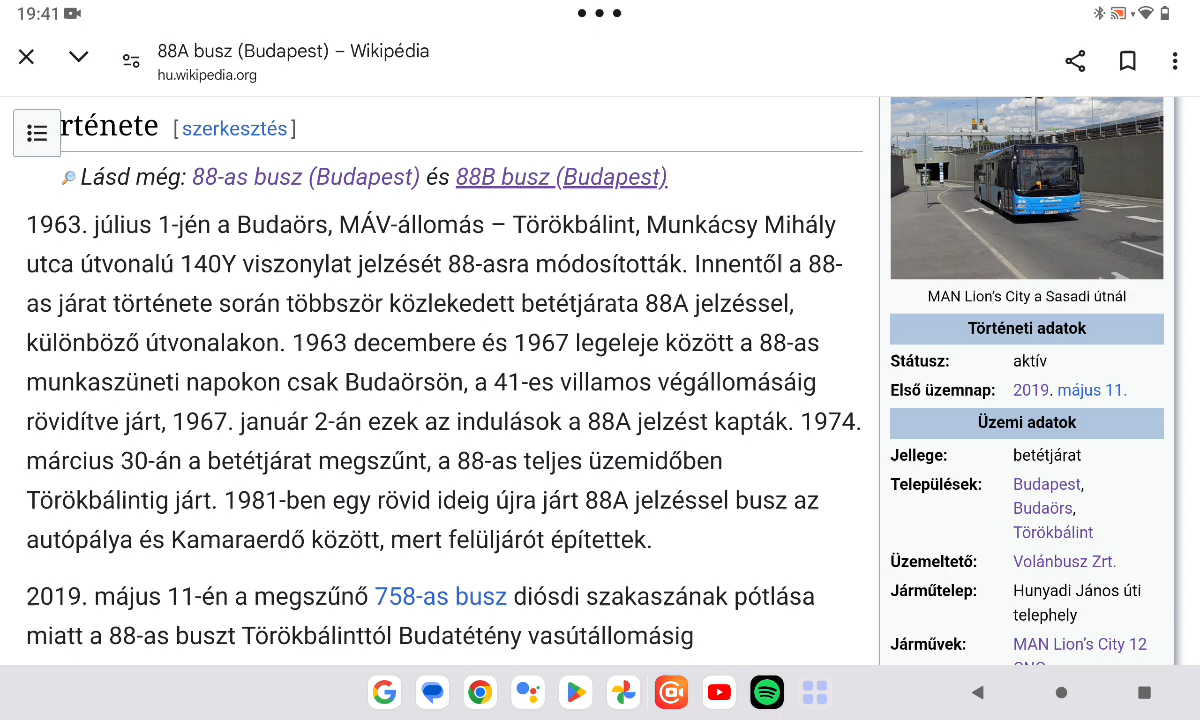 19:41
88A busz (Budapest) – Wikipédia
hu.wikipedia.org
rténete [szerkesztés]
Lásd még: 88-as busz (Budapest) és 88B busz (Budapest)
1963. július 1-jén a Budaörs, MÁV-állomás – Törökbálint, Munkácsy Mihály
utca útvonalú 140Y viszonylat jelzését 88-asra módosították. Innentől a 88-
as járat története során többször közlekedett betétjárata 88A jelzéssel,
különböző útvonalakon. 1963 decembere és 1967 legeleje között a 88-as
munkaszüneti napokon csak Budaörsön, a 41-es villamos végállomásáig
rövidítve járt, 1967. január 2-án ezek az indulások a 88A jelzést kapták. 1974.
március 30-án a betétjárat megszűnt, a 88-as teljes üzemidőben
Törökbálintig járt. 1981-ben egy rövid ideig újra járt 88A jelzéssel busz az
autópálya és Kamaraerdő között, mert felüljárót építettek.
2019. május 11-én a megszűnő 758-as busz diósdi szakaszának pótlása
miatt a 88-as buszt Törökbálinttól Budatétény vasútállomásig
MAN Lion's City a Sasadi útnál
Történeti adatok
Státusz: aktív
Első üzemnap: 2019. május 11.
Üzemi adatok
Jellege: betétjárat
Települések: Budapest,
Budaörs,
Törökbálint
Üzemeltető: Volánbusz Zrt.
Járműtelep: Hunyadi János úti
telephely
Járművek: MAN Lion's City 12